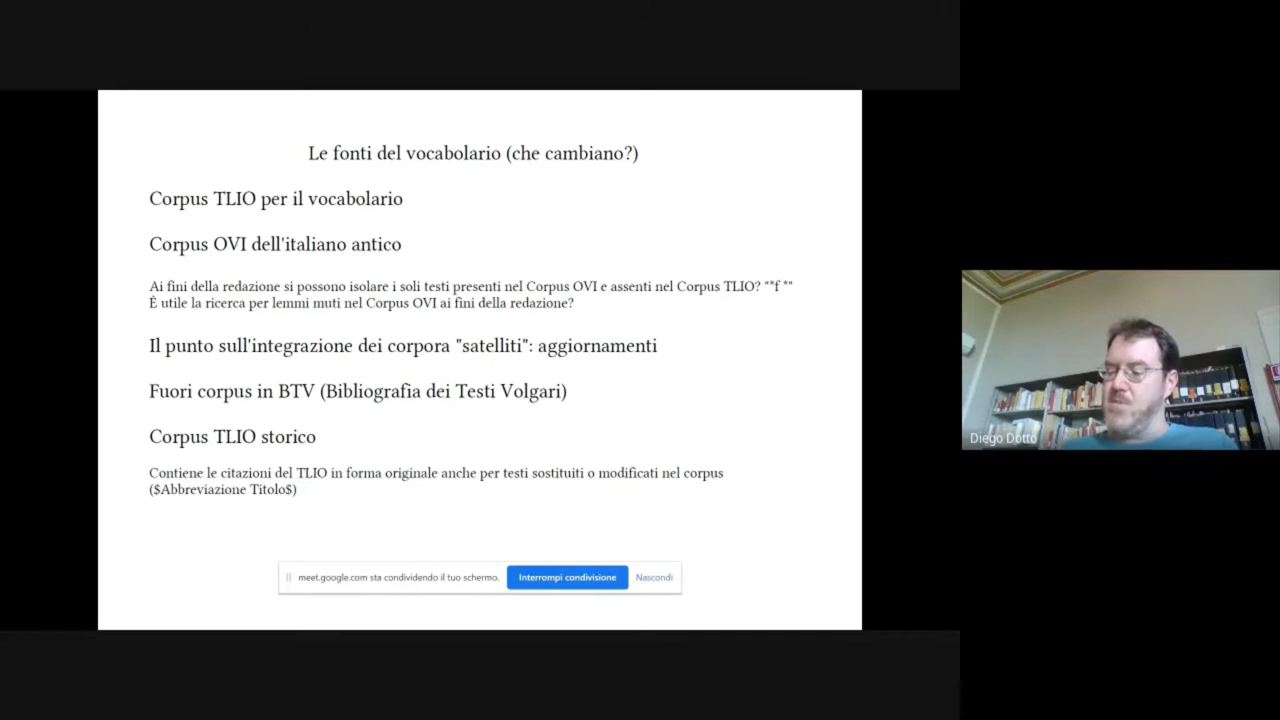 Le fonti del vocabolario (che cambiano?)
Corpus TLIO per il vocabolario
Corpus OVI dell'italiano antico
Ai fini della redazione si possono isolare i soli testi presenti nel Corpus OVI e assenti nel Corpus TLIO? "*f *"
È utile la ricerca per lemmi muti nel Corpus OVI ai fini della redazione?
Il punto sull'integrazione dei corpora "satelliti": aggiornamenti
Fuori corpus in BTV (Bibliografia dei Testi Volgari)
Corpus TLIO storico
Contiene le citazioni del TLIO in forma originale anche per testi sostituiti o modificati nel corpus
($Abbreviazione Titolo$)
meet.google.com sta condividendo il tuo schermo.
Interrompi condivisione
Nascondi
Diego Dotto